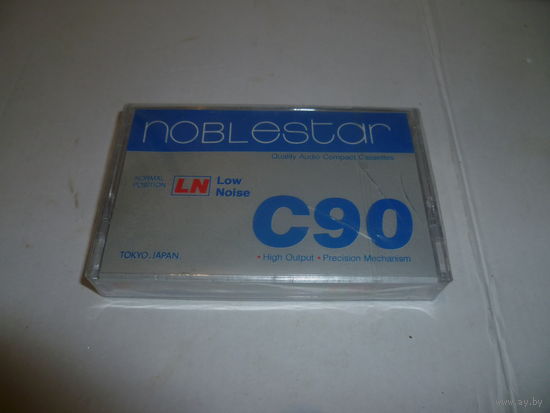 noBLestar
Quality Audio Compact Cassettes
NORMAL
POSITION
LN
Low
Noise
C90
TOKYO.JAPAN
• High Output • Precision Mechanism
www.ay.by